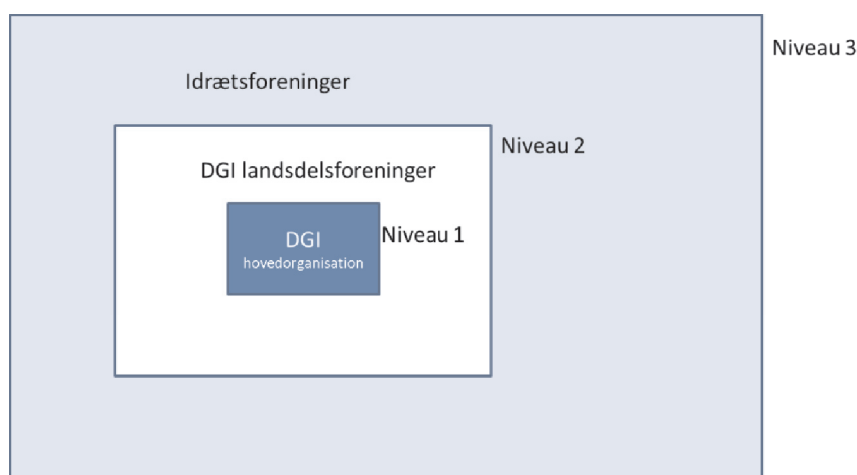 Niveau 3
Idrætsforeninger
Niveau 2
DGI landsdelsforeninger
DGI
hovedorganisation
Niveau 1